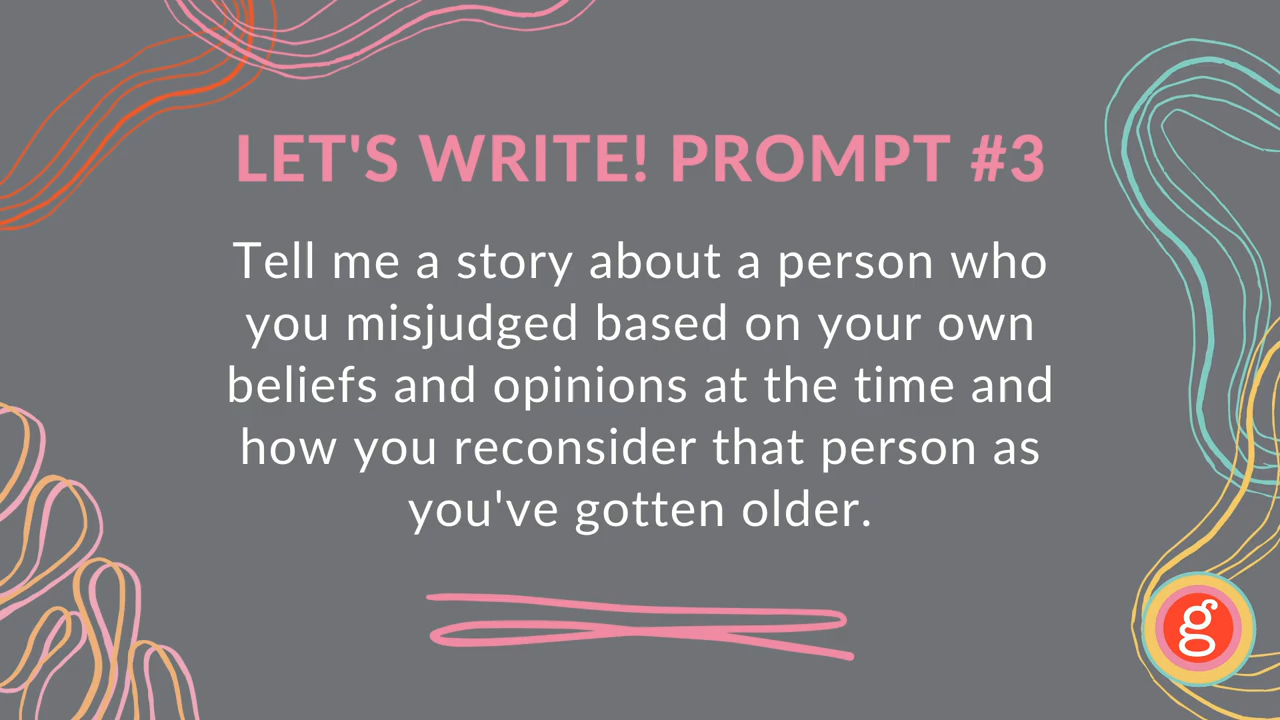 LET'S WRITE! PROMPT #3
Tell me a story about a person who
you misjudged based on your own
beliefs and opinions at the time and
how you reconsider that person as
you've gotten older.
g